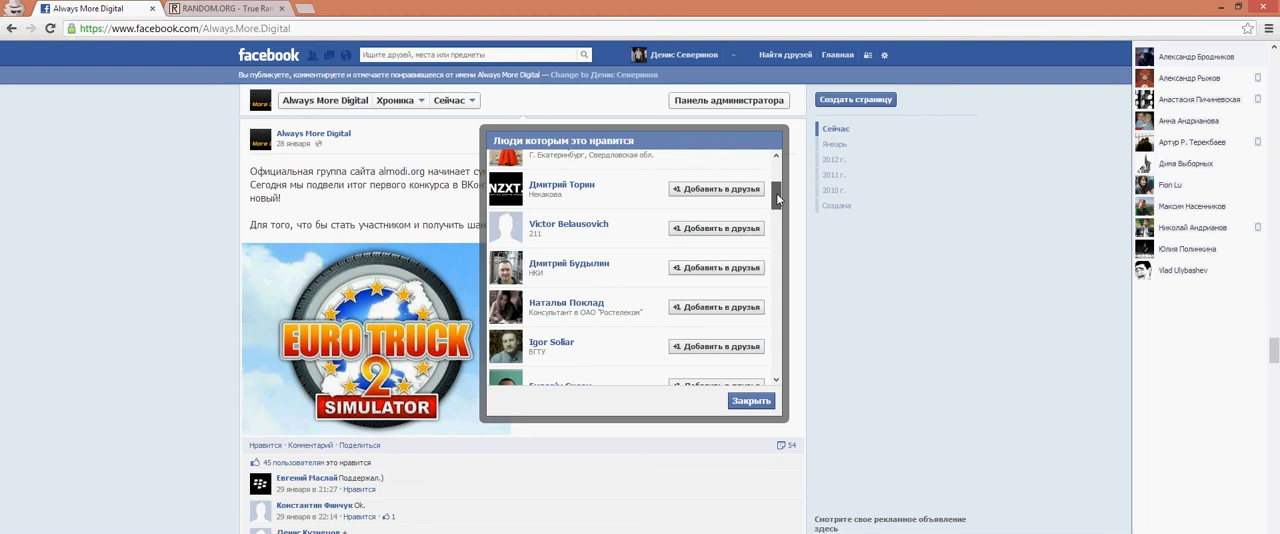 Always More Digital
RANDOM.ORG - True Ran
https://www.facebook.com/Always.More.Digital
facebook
Ищите друзей, места или предметы
Денис Северинов
Найти друзей
Главная
Вы публикуете, комментируете и отмечаете понравившееся от имени Always More Digital — Change to Денис Северинов
More
Always More Digital
Хроника
Сейчас
Панель администратора
Создать страницу
Сейчас
Январь
2012 г.
2011 г.
2010 г.
Создана
More
Always More Digital
28 января
Официальная группа сайта almodi.org начинает
Сегодня мы подвели итог первого конкурса в
новый!
Для того, что бы стать участником и получить
EURO TRUCK
2
SIMULATOR
Люди которым это нравится
Г. Екатеринбург, Свердловская обл.
NZXT.
Дмитрий Торин
Некакова
+1 Добавить в друзья
Victor Belausovich
211
+1 Добавить в друзья
Дмитрий Будылин
НКИ
+1 Добавить в друзья
Наталья Поклад
Консультант в ОАО "Ростелеком"
+1 Добавить в друзья
Igor Soliar
ВГТУ
+1 Добавить в друзья
Закрыть
Нравится · Комментарий · Поделиться
54
45 пользователям это нравится
Евгений Маслай Поддержал.)
29 января в 21:27 · Нравится
Константин Финчук Ok.
29 января в 22:14 · Нравится · 1
Денис Кузнецов +
Смотрите свое рекламное объявление
здесь
Александр Бродников
Александр Рыжов
Анастасия Пичиневская
Анна Андрианова
Артур Р. Терекбаев
Дима Выборных
Fion Lu
Максим Насенников
Николай Андрианов
Юлия Полинкина
Vlad Ulybashev